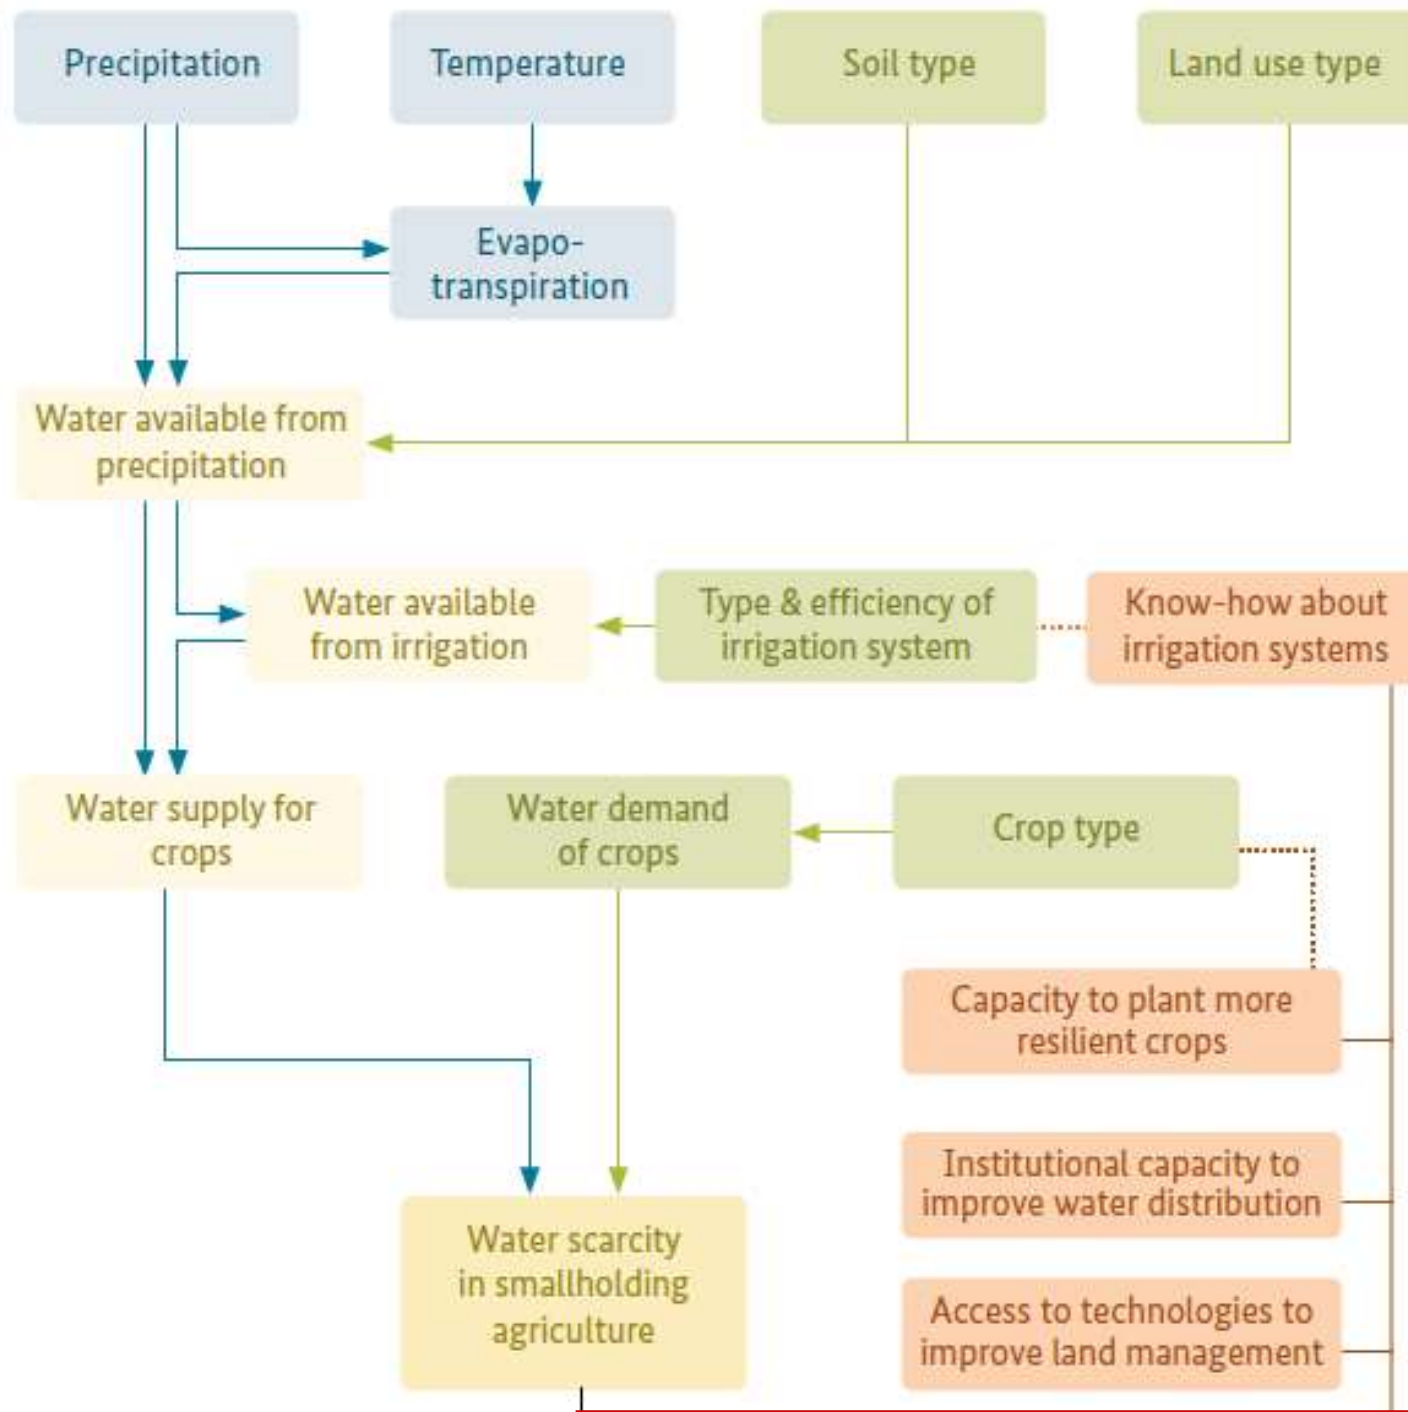 Precipitation
Temperature
Soil type
Land use type
Evapo-
transpiration
Water available from
precipitation
Water available
from irrigation
Type & efficiency of
irrigation system
Know-how about
irrigation systems
Water supply for
crops
Water demand
of crops
Crop type
Capacity to plant more
resilient crops
Institutional capacity to
improve water distribution
Water scarcity
in smallholding
agriculture
Access to technologies to
improve land management